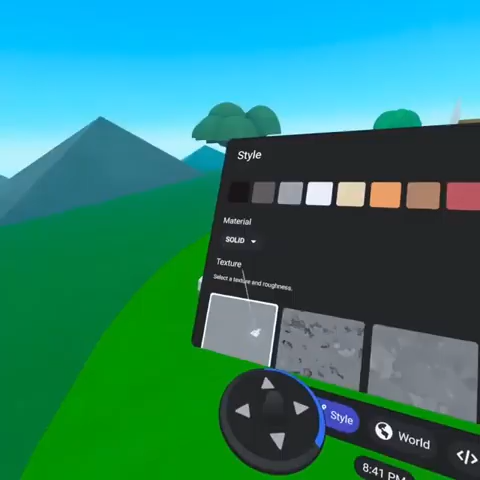 Style
Material
SOLID
Texture
Select a texture and roughness.
Style
World
</>
8:41 PM